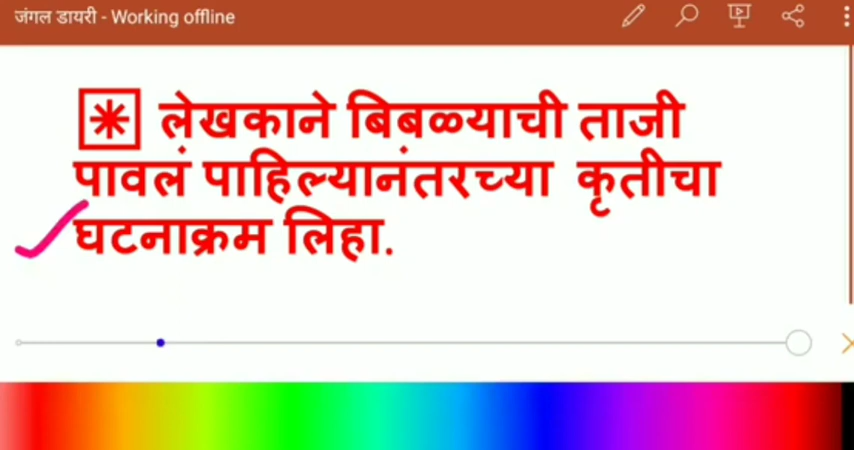 जंगल डायरी - Working offline
* लेखकाने बिबळ्याची ताजी
पावलं पाहिल्यानंतरच्या कृतीचा
घटनाक्रम लिहा.